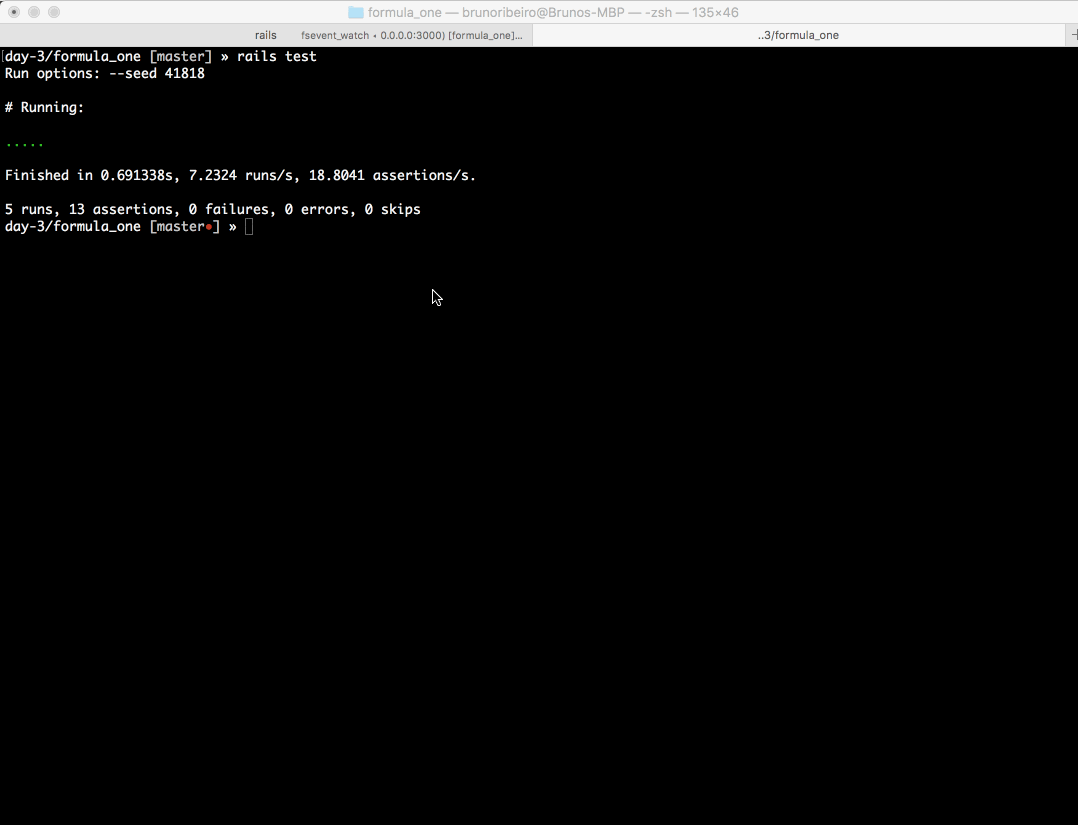 formula_one — brunoribeiro@Brunos-MBP — -zsh — 135×46
rails fsevent_watch • 0.0.0.0:3000) [formula_one]... ..3/formula_one +
[day-3/formula_one [master] » rails test
Run options: --seed 41818
# Running:
.....
Finished in 0.691338s, 7.2324 runs/s, 18.8041 assertions/s.
5 runs, 13 assertions, 0 failures, 0 errors, 0 skips
day-3/formula_one [master●] »